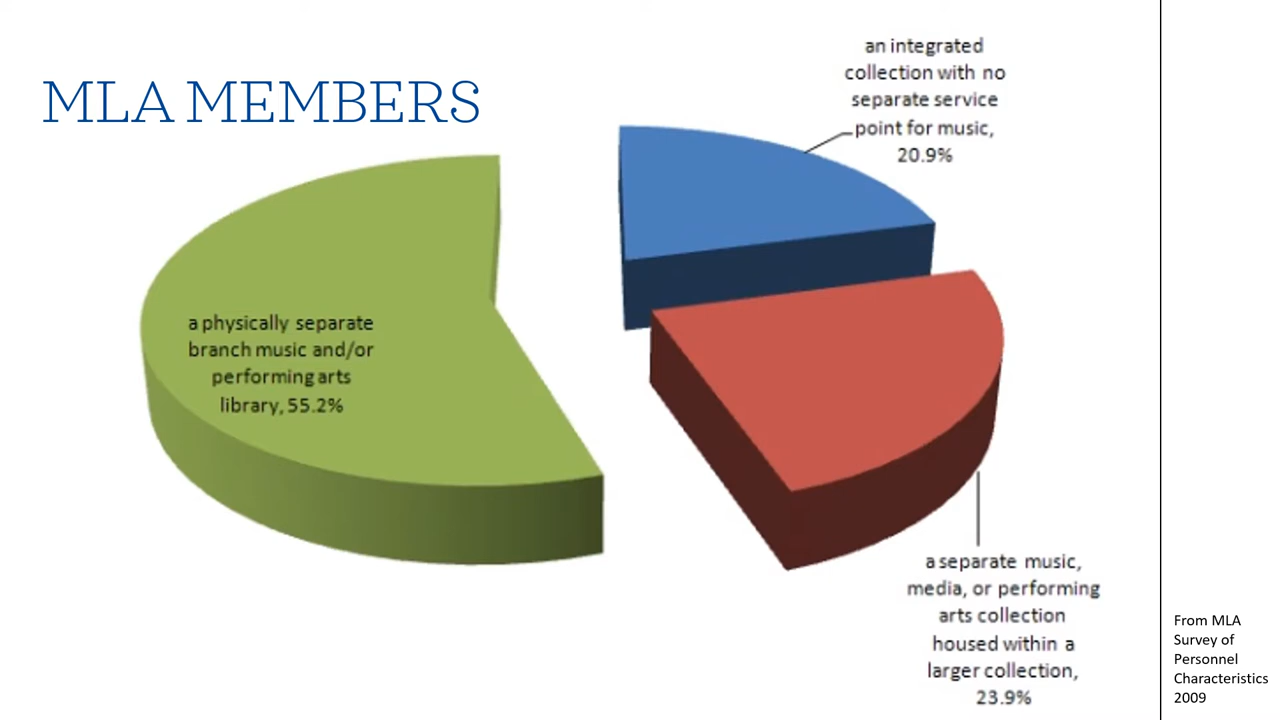 MLA MEMBERS
an integrated
collection with no
separate service
point for music,
20.9%
a physically separate
branch music and/or
performing arts
library, 55.2%
a separate music,
media, or performing
arts collection
housed within a
larger collection,
23.9%
From MLA
Survey of
Personnel
Characteristics
2009